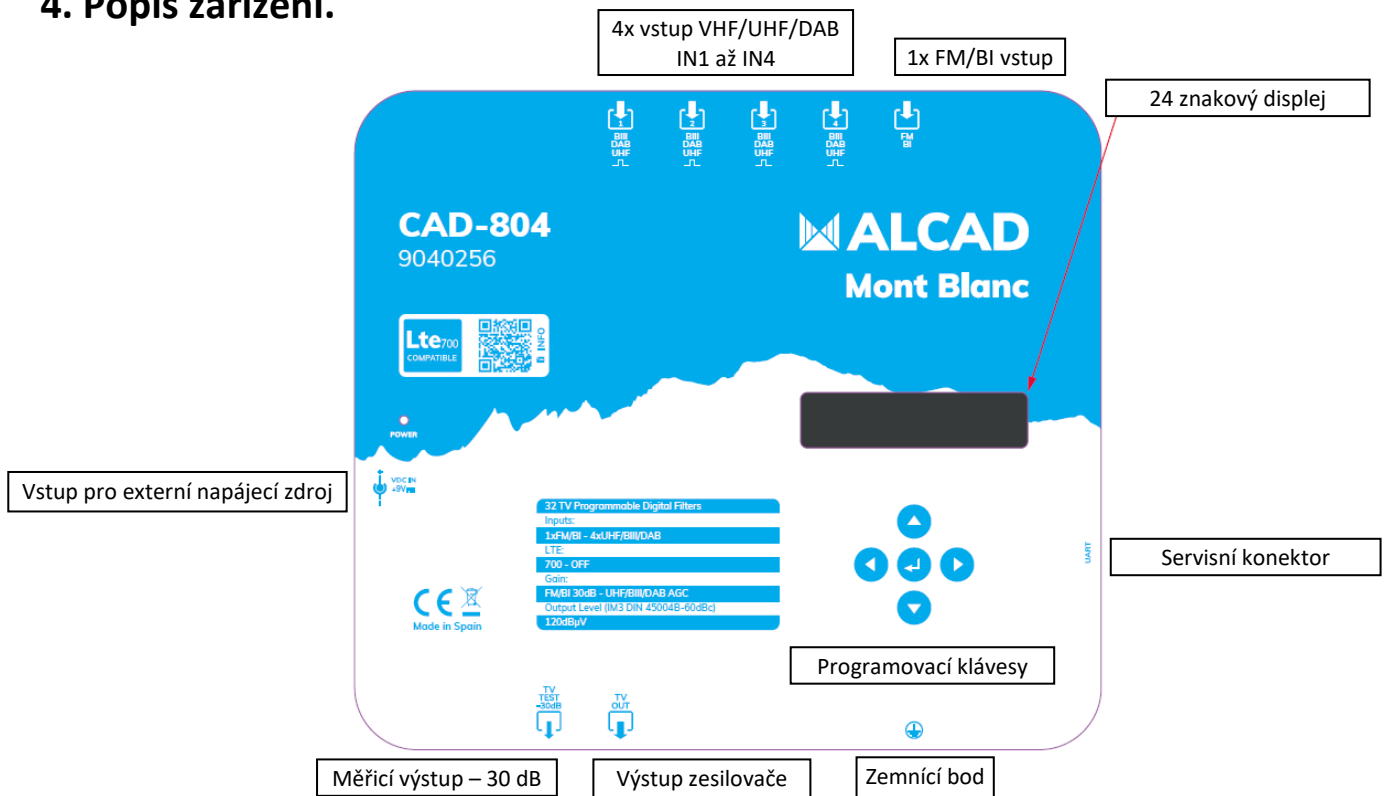 4. Popis zařízení.
4x vstup VHF/UHF/DAB
IN1 až IN4
1x FM/BI vstup
24 znakový displej
1
BIII
DAB
UHF
2
BIII
DAB
UHF
3
BIII
DAB
UHF
4
BIII
DAB
UHF
FM
BI
CAD-804
9040256
ALCAD
Mont Blanc
Lte700
COMPATIBLE
INFO
POWER
Vstup pro externí napájecí zdroj
VDC IN
+9V
32 TV Programmable Digital Filters
Inputs:
1xFM/BI - 4xUHF/BIII/DAB
LTE:
700 - OFF
Gain:
FM/BI 30dB - UHF/BIII/DAB AGC
Output Level (IM3 DIN 45004B-60dBc)
120dBµV
UART
Servisní konektor
CE
Made in Spain
Programovací klávesy
TV
TEST
-30dB
TV
OUT
Měřicí výstup – 30 dB
Výstup zesilovače
Zemnící bod